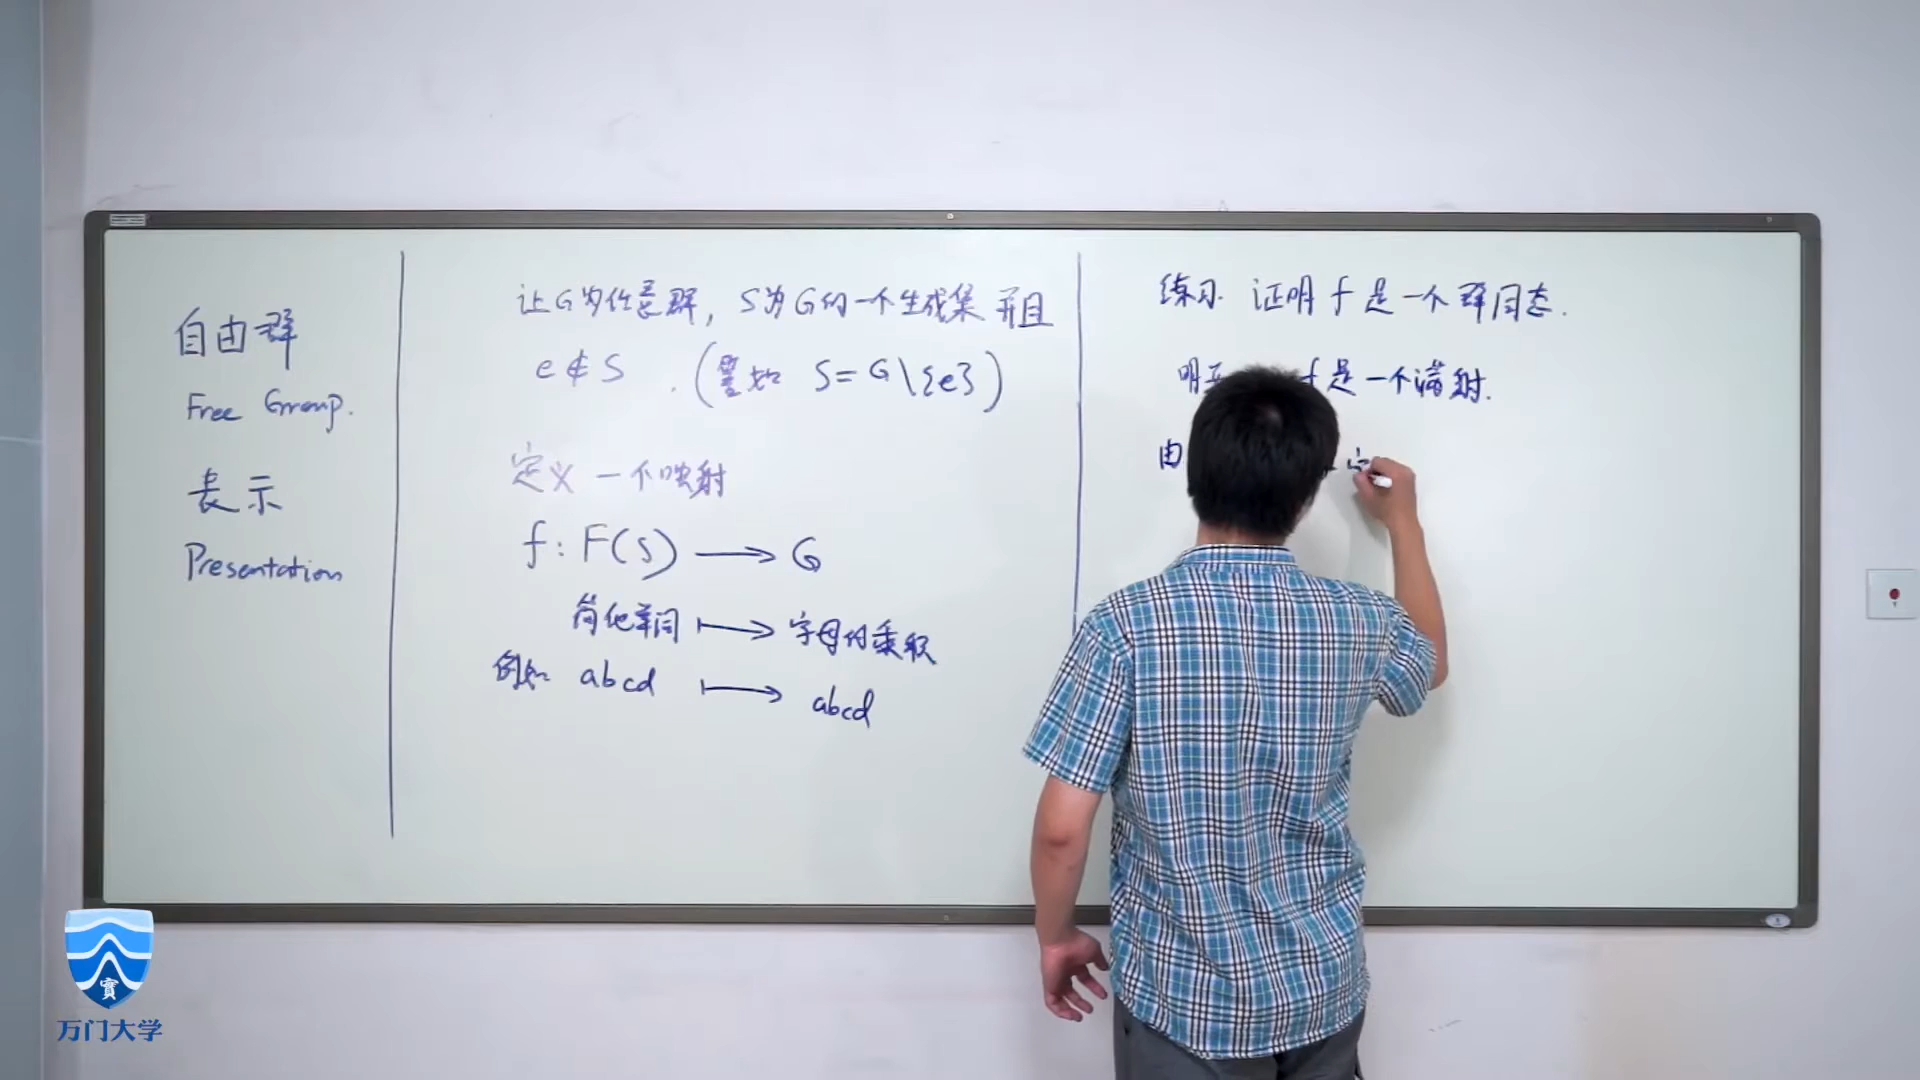 自由群
Free Group.
表示
Presentation
让G为任意群，S为G的一个生成集 并且
e∉S .(譬如 S=G\{e})
定义 一个映射
f: F(S) ⟶ G
简化单词 ⟼ 字母的乘积
例如 abcd ⟼ abcd
练习. 证明 f 是一个群同态.
明 f是一个满射.
由
寳
万门大学